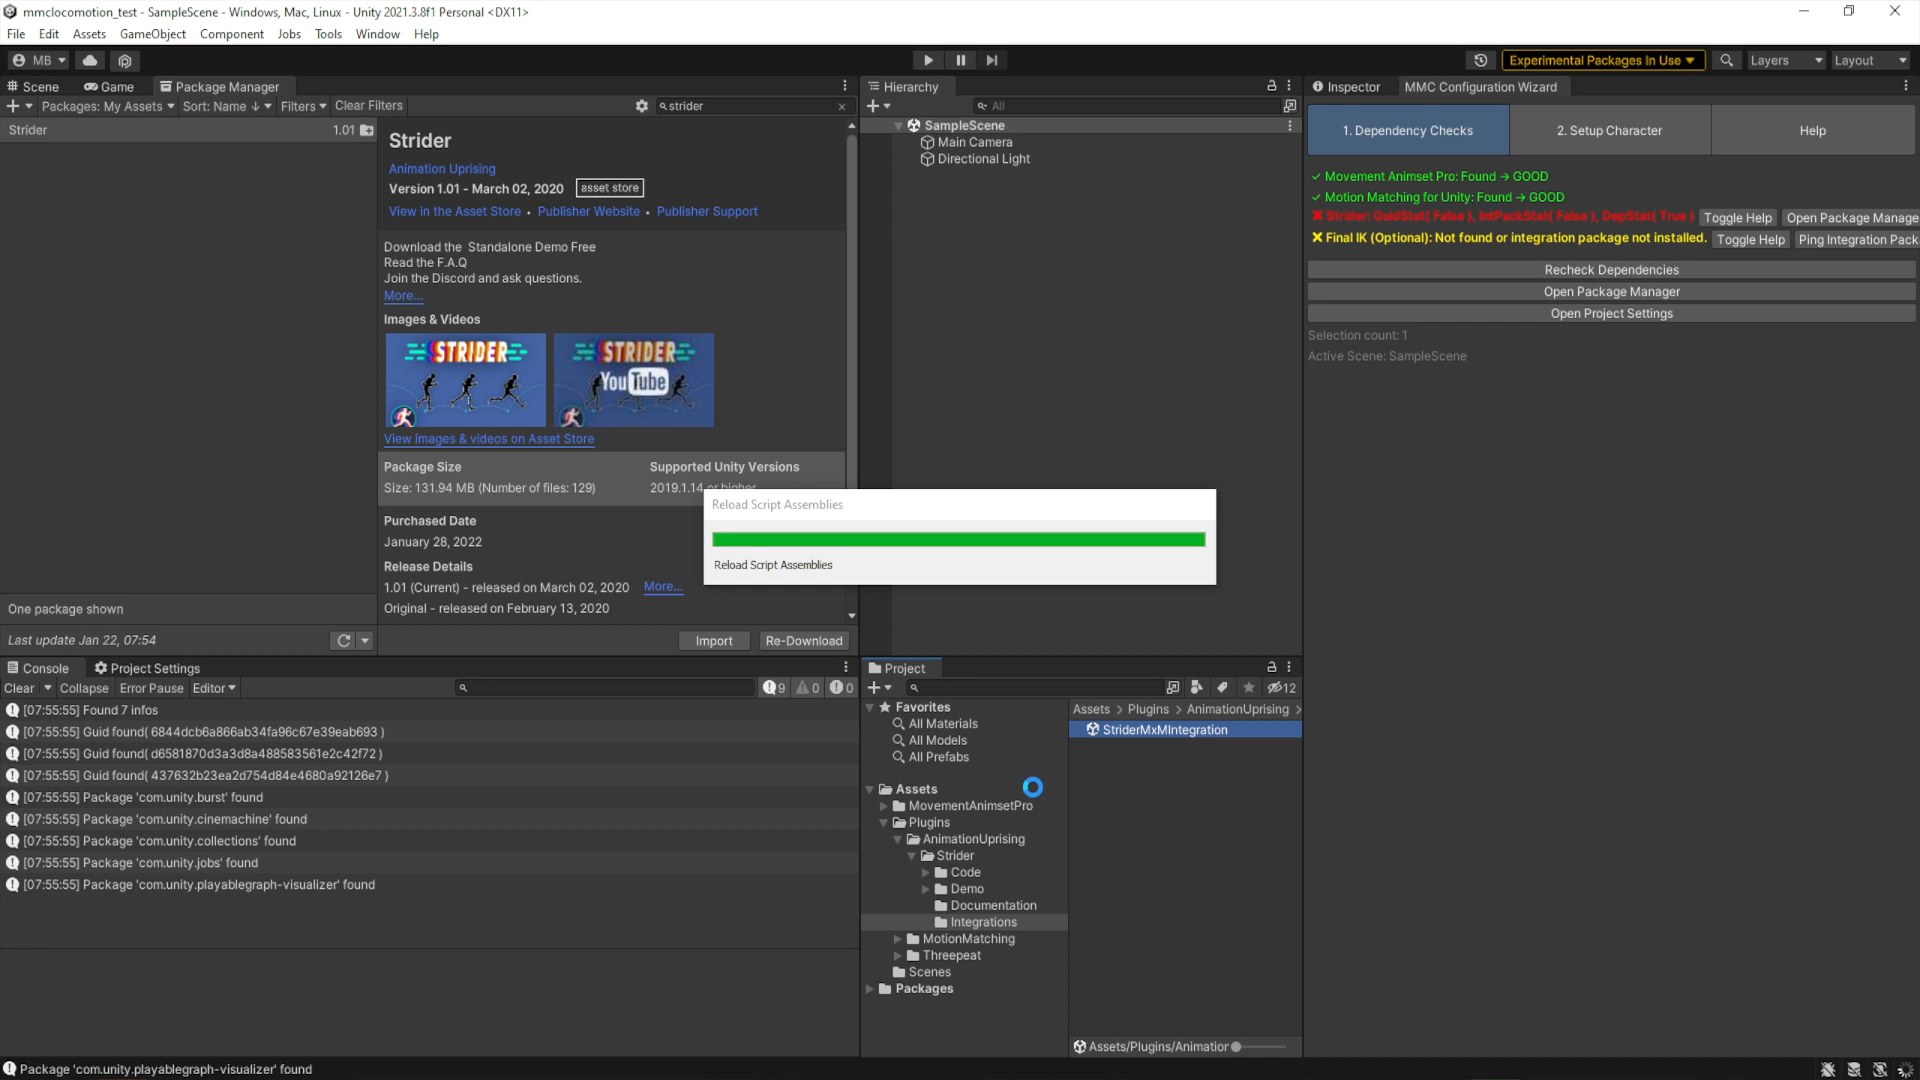 mmclocomotion_test - SampleScene - Windows, Mac, Linux - Unity 2021.3.8f1 Personal <DX11>
File Edit Assets GameObject Component Jobs Tools Window Help
MB
Experimental Packages In Use
Layers
Layout
Scene
Game
Package Manager
Packages: My Assets
Sort: Name ↓
Filters
Clear Filters
strider
Strider
1.01
One package shown
Last update Jan 22, 07:54
Strider
Animation Uprising
Version 1.01 - March 02, 2020
asset store
View in the Asset Store • Publisher Website • Publisher Support
Download the Standalone Demo Free
Read the F.A.Q
Join the Discord and ask questions.
More...
Images & Videos
STRIDER
STRIDER
YouTube
View images & videos on Asset Store
Package Size
Supported Unity Versions
Size: 131.94 MB (Number of files: 129)
2019.1.14 or higher
Purchased Date
January 28, 2022
Release Details
1.01 (Current) - released on March 02, 2020 More...
Original - released on February 13, 2020
Import
Re-Download
Hierarchy
All
SampleScene
Main Camera
Directional Light
Reload Script Assemblies
Reload Script Assemblies
Inspector
MMC Configuration Wizard
1. Dependency Checks
2. Setup Character
Help
✓ Movement Animset Pro: Found → GOOD
✓ Motion Matching for Unity: Found → GOOD
✗ Strider: GuidStat( False ), IntPackStat( False ), DepStat( True ) Toggle Help Open Package Manage
✗ Final IK (Optional): Not found or integration package not installed. Toggle Help Ping Integration Pack
Recheck Dependencies
Open Package Manager
Open Project Settings
Selection count: 1
Active Scene: SampleScene
Console
Project Settings
Clear Collapse Error Pause Editor
9 0 0
[07:55:55] Found 7 infos
[07:55:55] Guid found( 6844dcb6a866ab34fa96c67e39eab693 )
[07:55:55] Guid found( d6581870d3a3d8a488583561e2c42f72 )
[07:55:55] Guid found( 437632b23ea2d754d84e4680a92126e7 )
[07:55:55] Package 'com.unity.burst' found
[07:55:55] Package 'com.unity.cinemachine' found
[07:55:55] Package 'com.unity.collections' found
[07:55:55] Package 'com.unity.jobs' found
[07:55:55] Package 'com.unity.playablegraph-visualizer' found
Project
12
Favorites
All Materials
All Models
All Prefabs
Assets
MovementAnimsetPro
Plugins
AnimationUprising
Strider
Code
Demo
Documentation
Integrations
MotionMatching
Threepeat
Scenes
Packages
Assets > Plugins > AnimationUprising >
StriderMxMIntegration
Assets/Plugins/Animatior
Package 'com.unity.playablegraph-visualizer' found